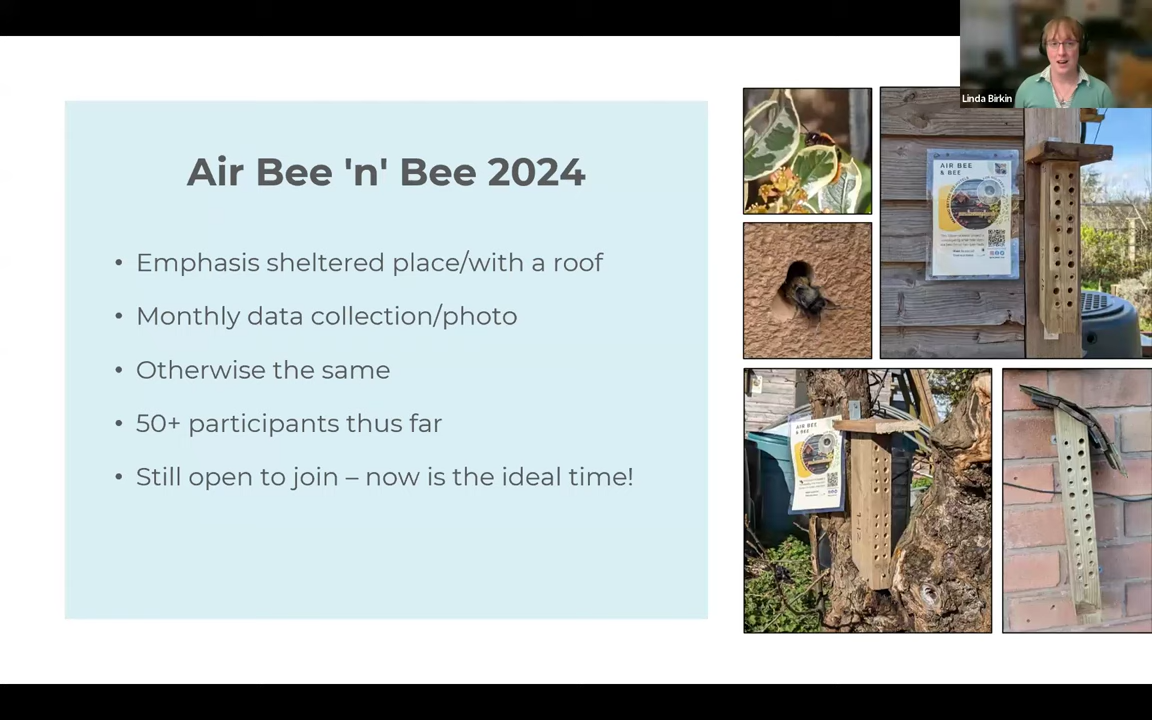 Linda Birkin
Air Bee 'n' Bee 2024
• Emphasis sheltered place/with a roof
• Monthly data collection/photo
• Otherwise the same
• 50+ participants thus far
• Still open to join – now is the ideal time!
AIR BEE
& BEE
AIR BEE
& BEE